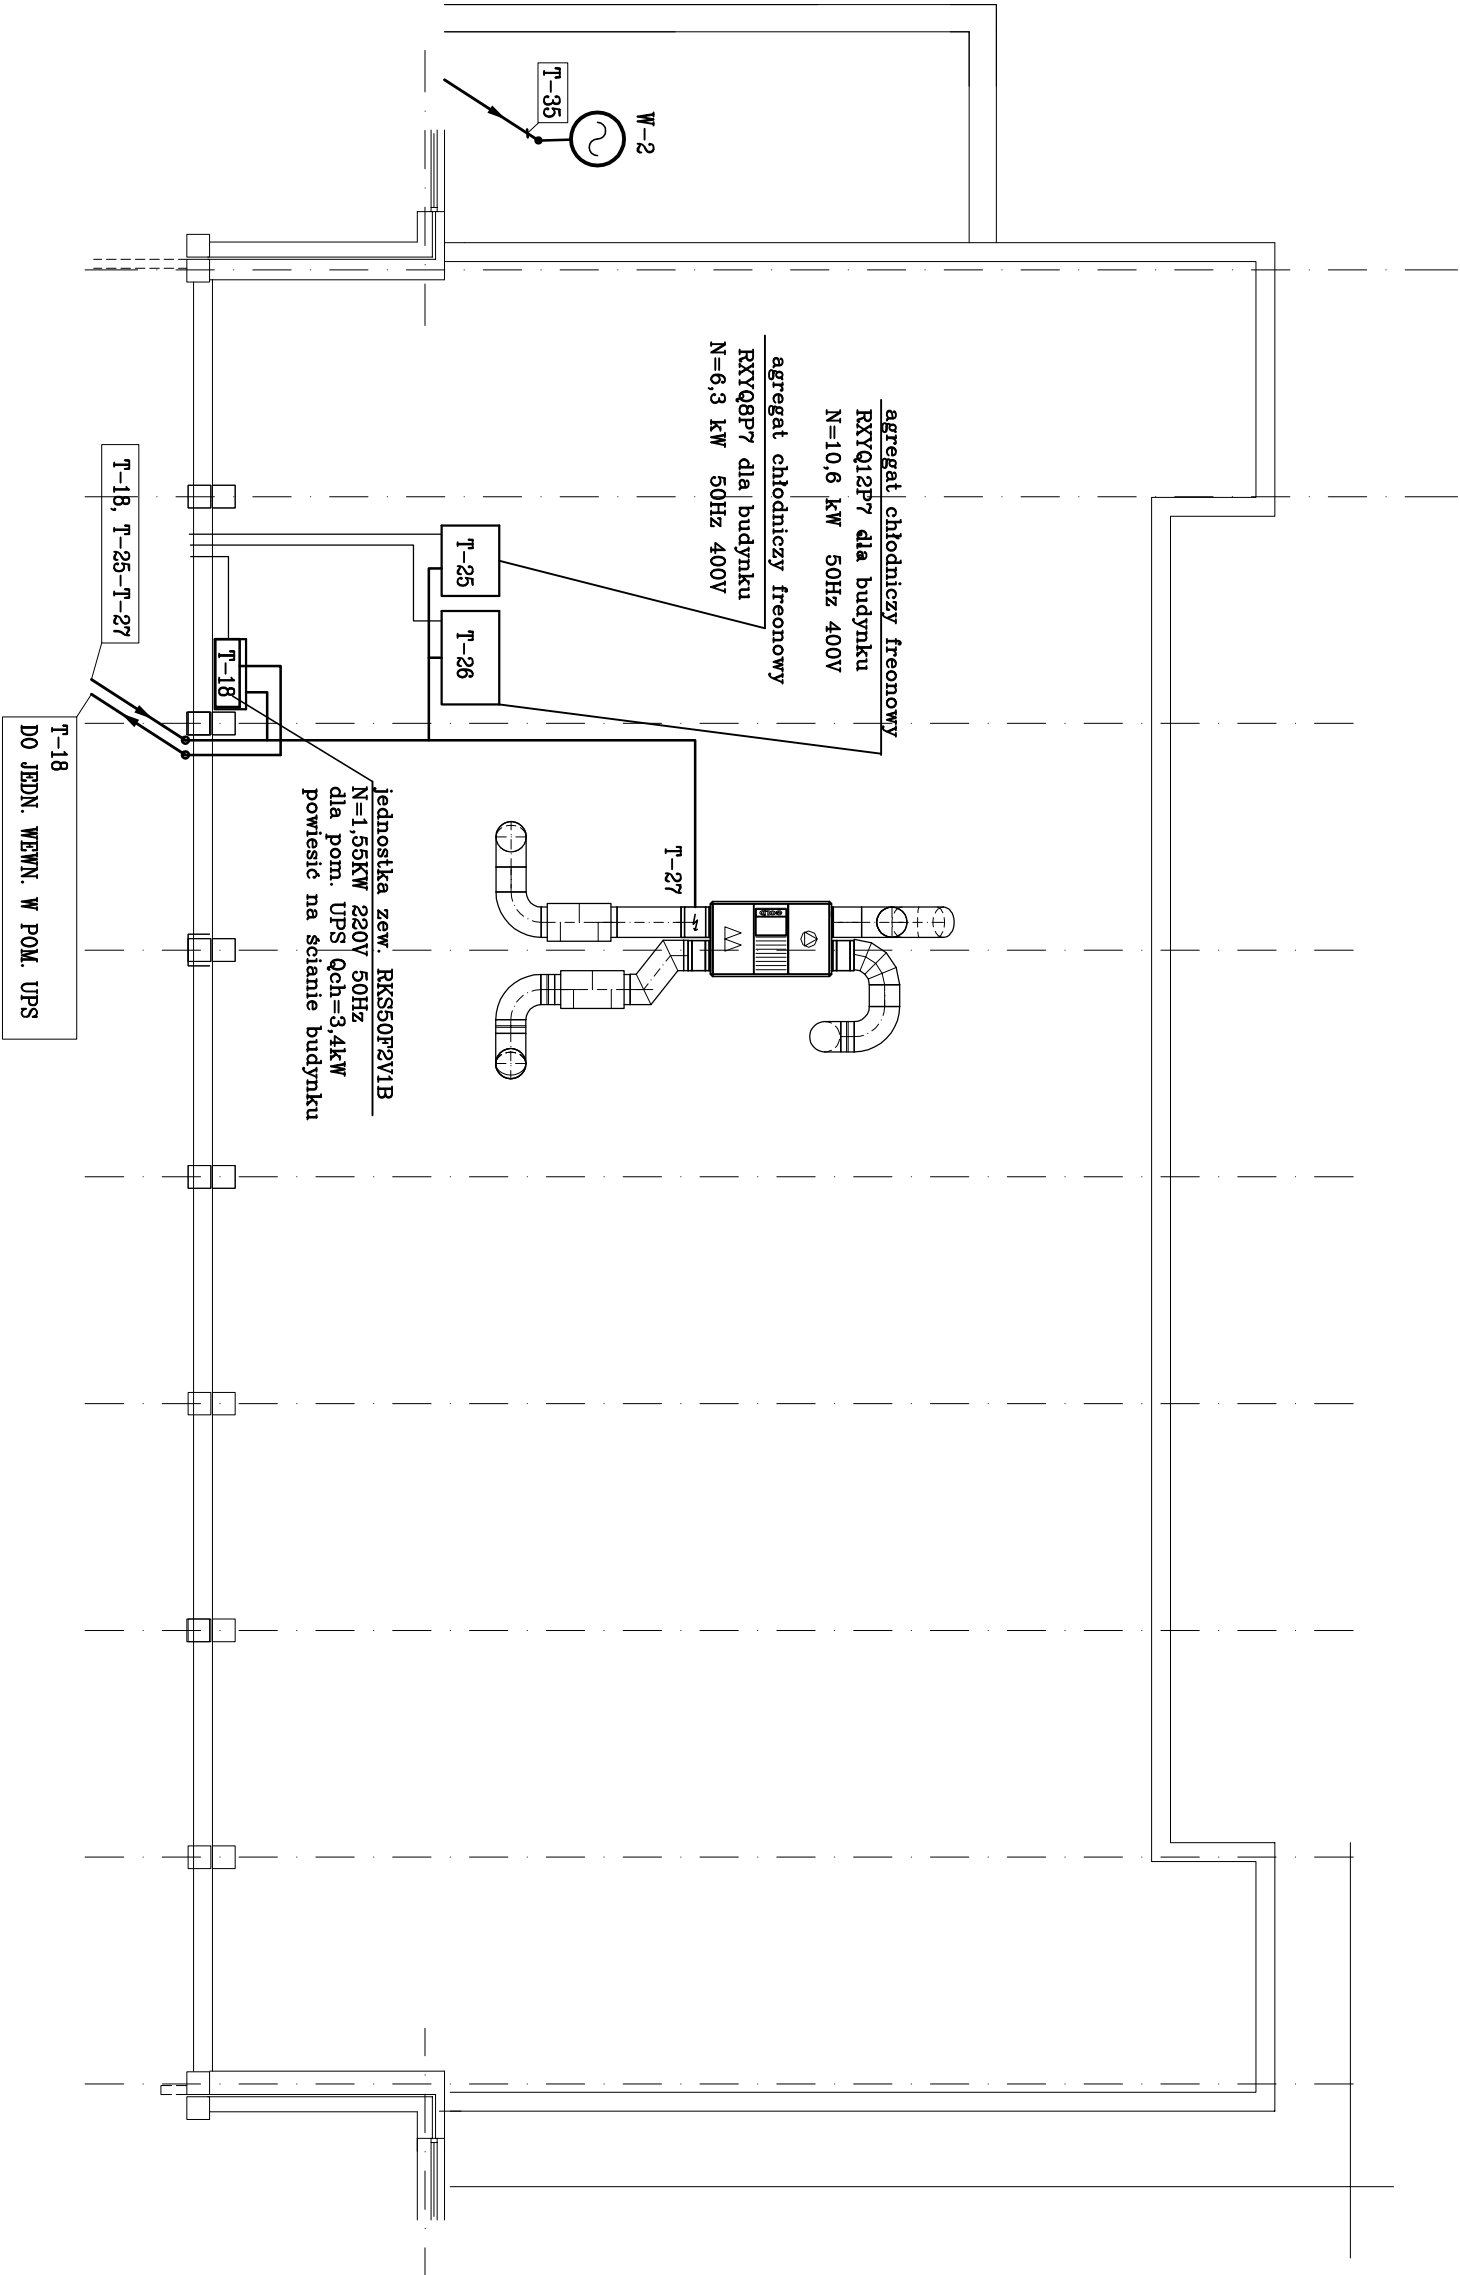 W-2
T-35
agregat chłodniczy freonowy
RXYQ12P7 dla budynku
N=10,6 kW 50Hz 400V
agregat chłodniczy freonowy
RXYQ8P7 dla budynku
N=6,3 kW 50Hz 400V
T-25
T-26
T-18, T-25-T-27
T-18
T-27
jednostka zew. RKS50F2V1B
N=1,55KW 220V 50Hz
dla pom. UPS Qch=3,4kW
powiesić na ścianie budynku
T-18
DO JEDN. WEWN. W POM. UPS